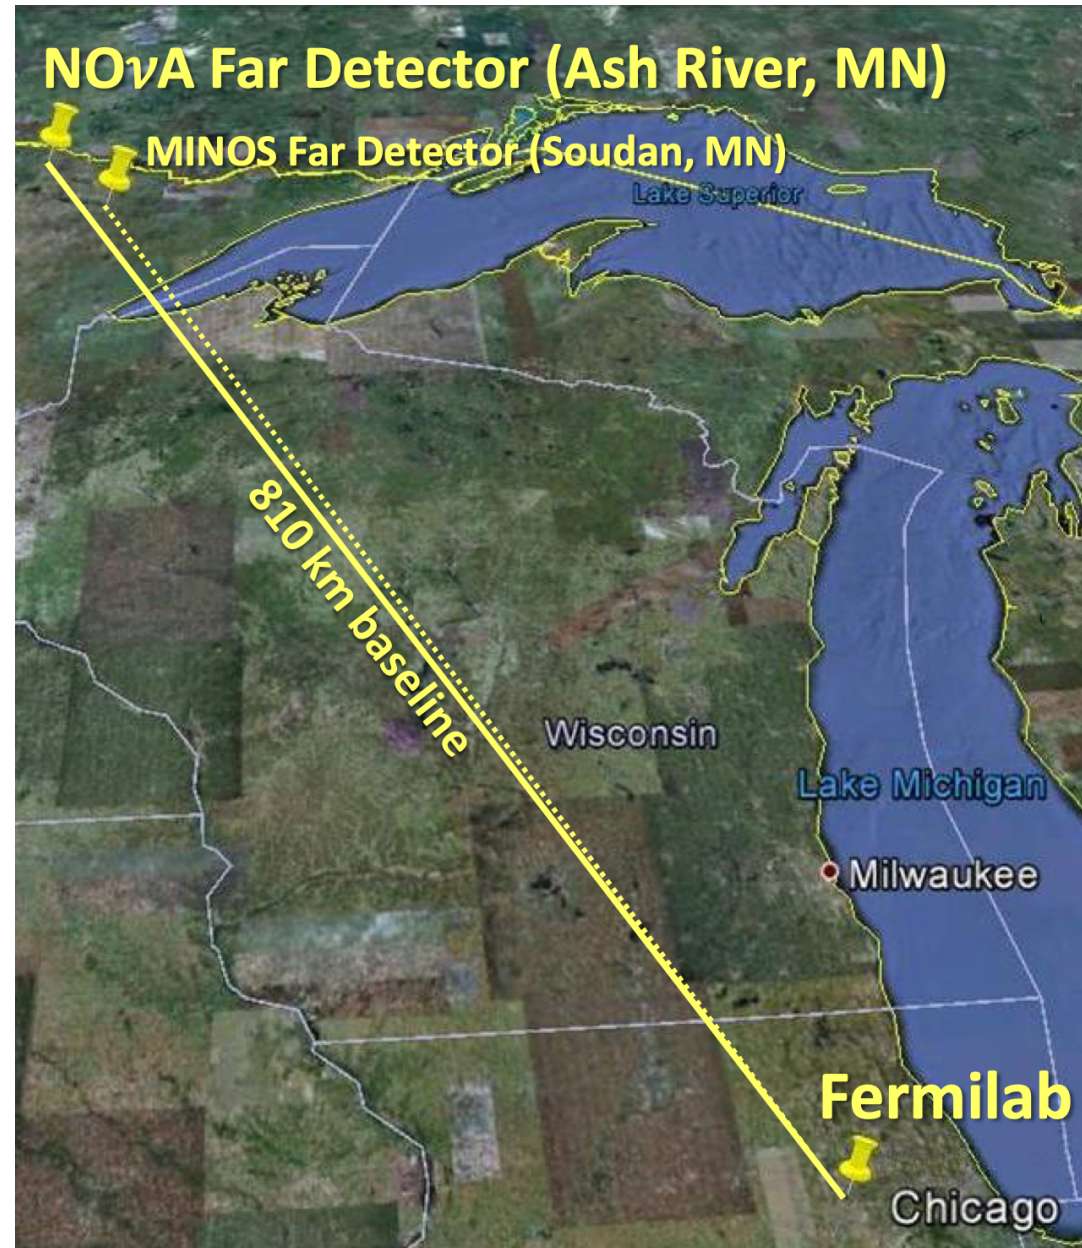 NOνA Far Detector (Ash River, MN)
MINOS Far Detector (Soudan, MN)
Lake Superior
810 km baseline
Wisconsin
Lake Michigan
Milwaukee
Fermilab
Chicago